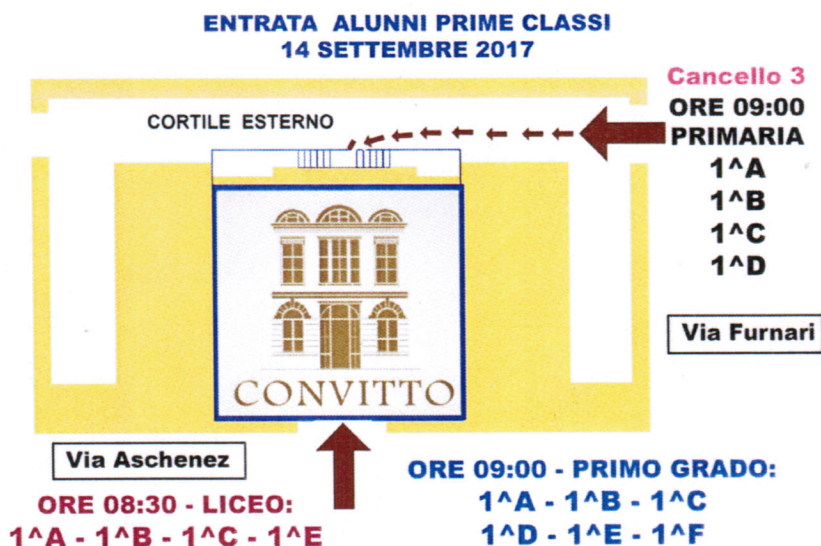 ENTRATA ALUNNI PRIME CLASSI
14 SETTEMBRE 2017
Cancello 3
ORE 09:00
PRIMARIA
1^A
1^B
1^C
1^D
CORTILE ESTERNO
Via Furnari
CONVITTO
Via Aschenez
ORE 08:30 - LICEO:
1^A - 1^B - 1^C - 1^E
ORE 09:00 - PRIMO GRADO:
1^A - 1^B - 1^C
1^D - 1^E - 1^F